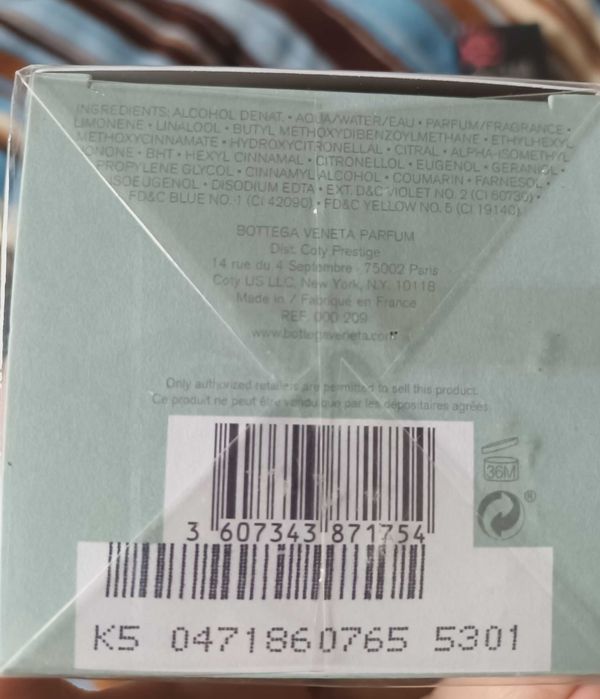 INGREDIENTS: ALCOHOL DENAT. • AQUA/WATER/EAU • PARFUM/FRAGRANCE •
LIMONENE • LINALOOL • BUTYL METHOXYDIBENZOYLMETHANE • ETHYLHEXYL
METHOXYCINNAMATE • HYDROXYCITRONELLAL • CITRAL • ALPHA-ISOMETHYL
IONONE • BHT • HEXYL CINNAMAL • CITRONELLOL • EUGENOL • GERANIOL •
PROPYLENE GLYCOL • CINNAMYL ALCOHOL • COUMARIN • FARNESOL •
ISOEUGENOL • DISODIUM EDTA • EXT. D&C VIOLET NO. 2 (CI 60730) •
FD&C BLUE NO. 1 (CI 42090) • FD&C YELLOW NO. 5 (CI 19140)
BOTTEGA VENETA PARFUM
Dist. Coty Prestige
14 rue du 4 Septembre - 75002 Paris
Coty US LLC, New York, N.Y. 10118
Made in / Fabriqué en France
REF. 000 209
www.bottegaveneta.com
Only authorized retailers are permitted to sell this product.
Ce produit ne peut être vendu que par les dépositaires agréés.
36M
®
3 607343 871754
K5 0471860765 5301